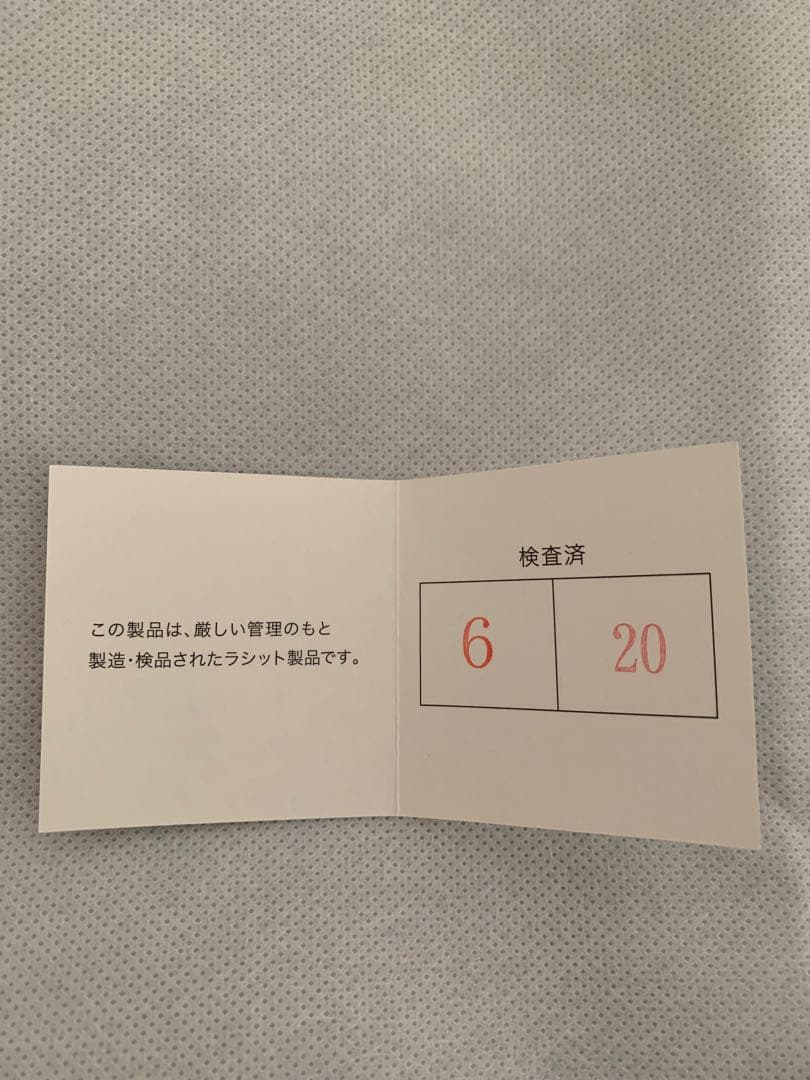 この製品は、厳しい管理のもと
製造・検品されたラシット製品です。
検査済
6 20